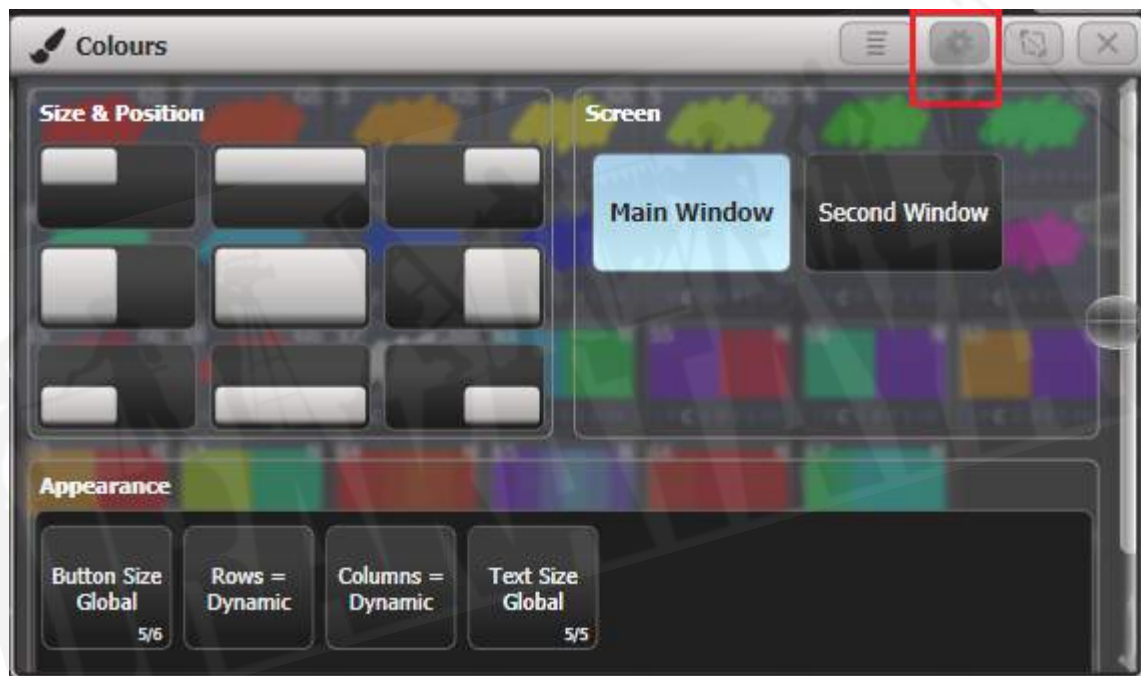 Colours
Size & Position
Screen
Main Window
Second Window
Appearance
Button Size
Global
5/6
Rows =
Dynamic
Columns =
Dynamic
Text Size
Global
5/5